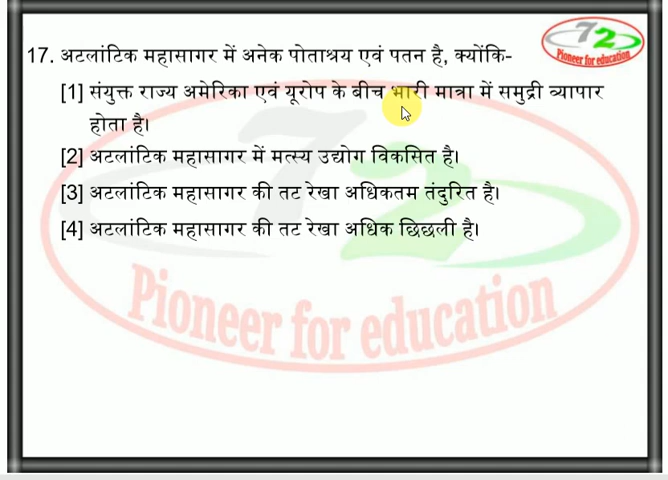 17. अटलांटिक महासागर में अनेक पोताश्रय एवं पतन है, क्योंकि-
72
Pioneer for education
[1] संयुक्त राज्य अमेरिका एवं यूरोप के बीच भारी मात्रा में समुद्री व्यापार
होता है।
[2] अटलांटिक महासागर में मत्स्य उद्योग विकसित है।
[3] अटलांटिक महासागर की तट रेखा अधिकतम तंदुरित है।
[4] अटलांटिक महासागर की तट रेखा अधिक छिछली है।
72
Pioneer for education